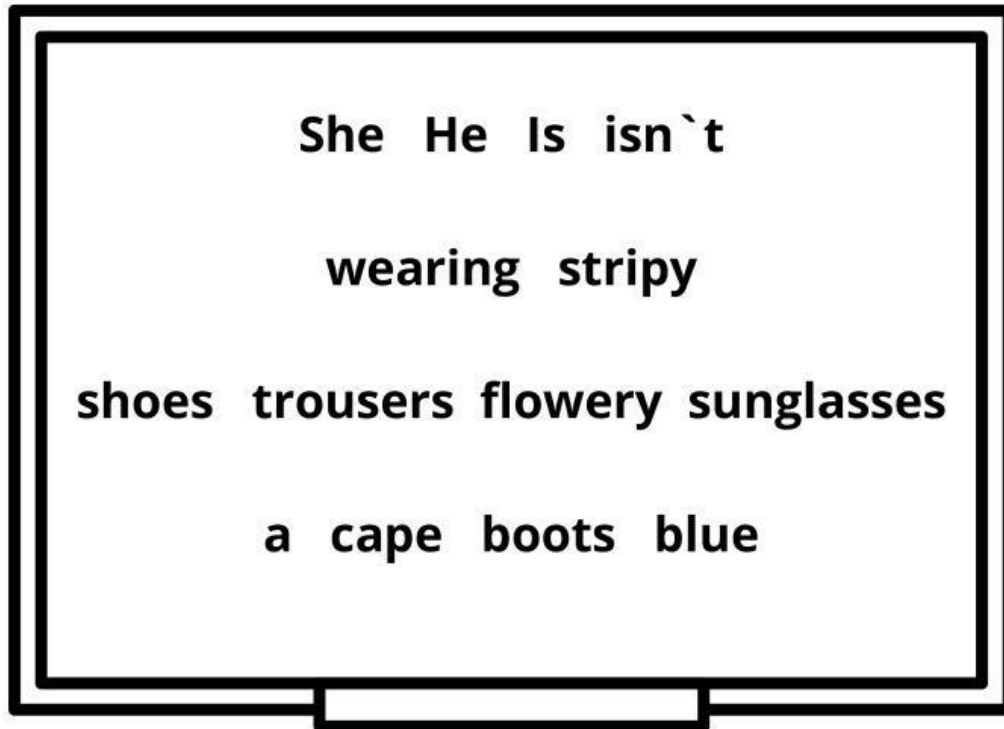 She He Is isn`t
wearing stripy
shoes trousers flowery sunglasses
a cape boots blue